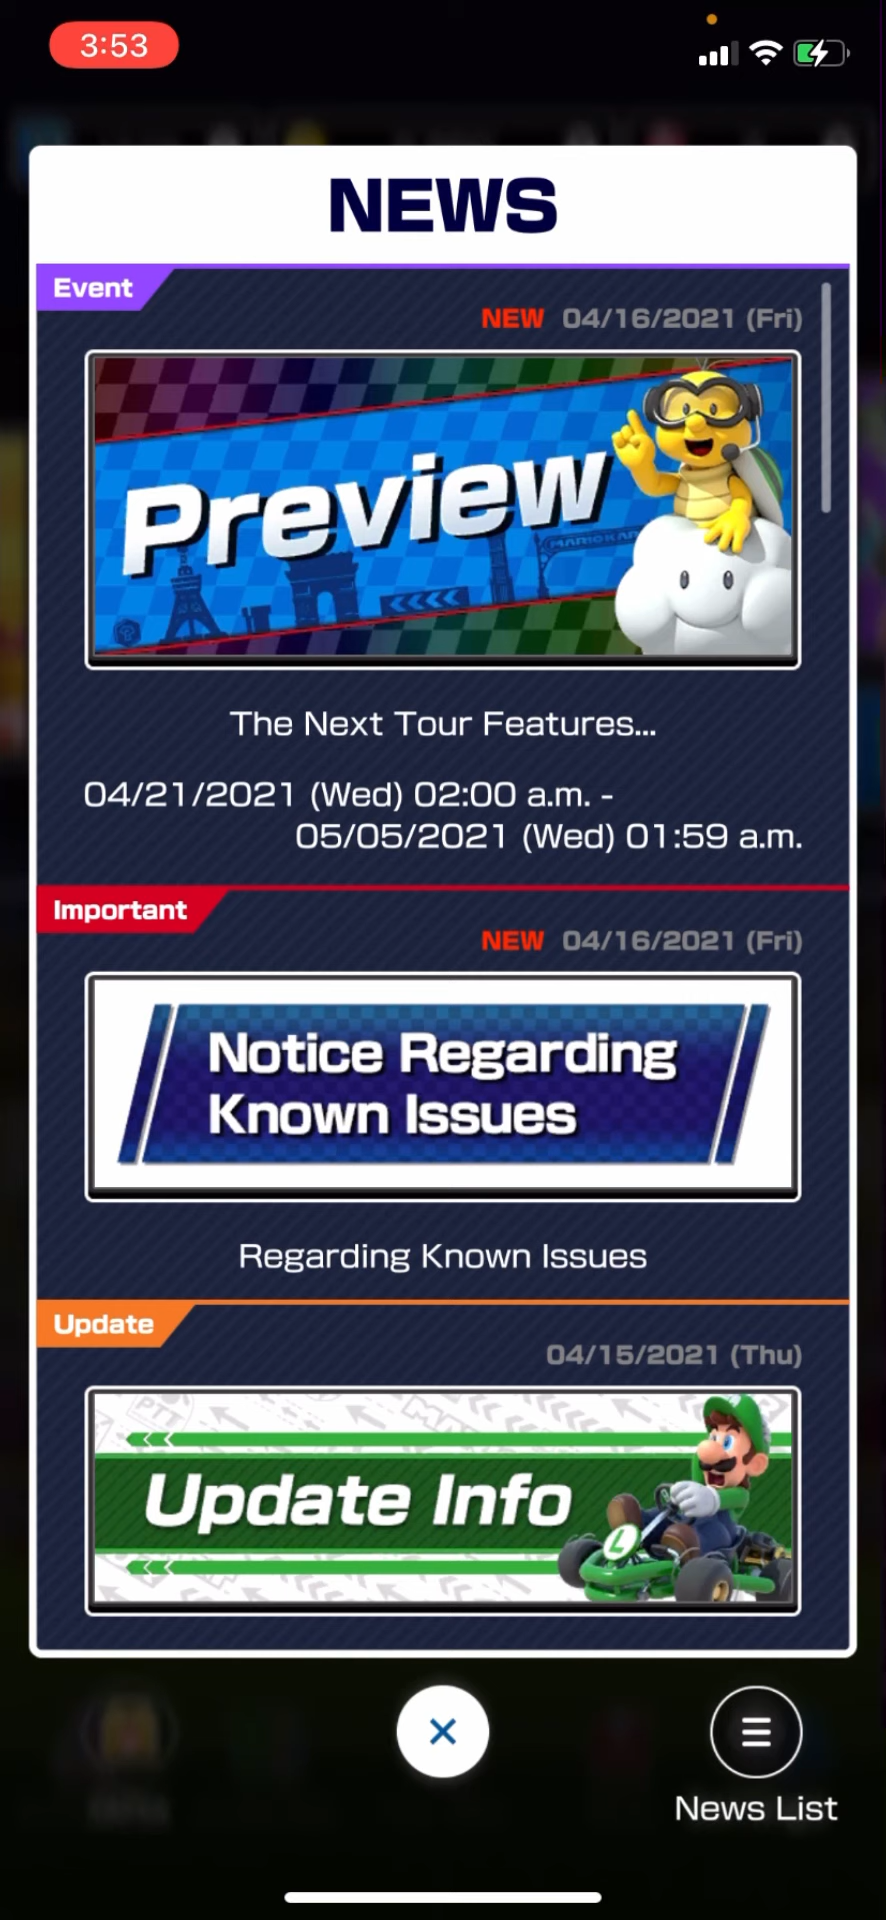 3:53
NEWS
Event
NEW 04/16/2021 (Fri)
Preview
The Next Tour Features...
04/21/2021 (Wed) 02:00 a.m. -
05/05/2021 (Wed) 01:59 a.m.
Important
NEW 04/16/2021 (Fri)
Notice Regarding
Known Issues
Regarding Known Issues
Update
04/15/2021 (Thu)
Update Info
L
News List